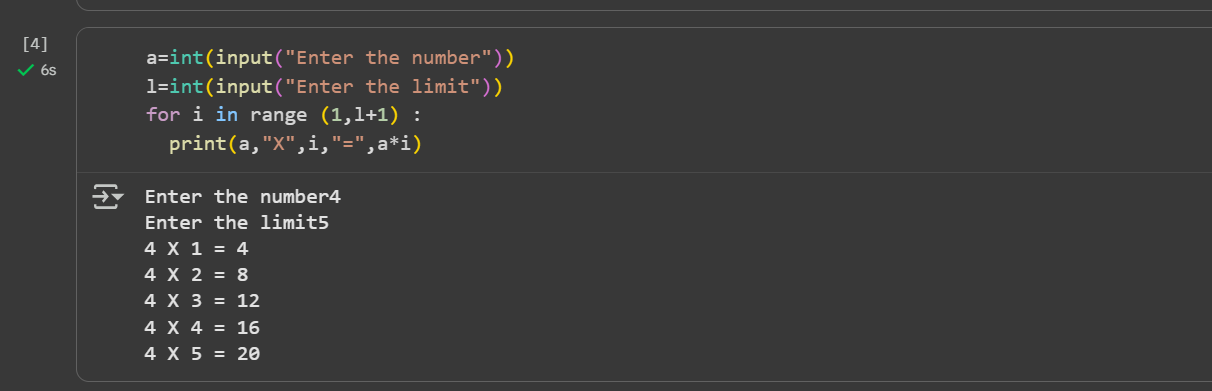 [4]
6s
a=int(input("Enter the number"))
l=int(input("Enter the limit"))
for i in range (1,l+1) :
  print(a,"X",i,"=",a*i)
Enter the number4
Enter the limit5
4 X 1 = 4
4 X 2 = 8
4 X 3 = 12
4 X 4 = 16
4 X 5 = 20